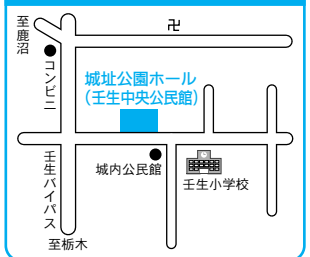 至鹿沼
卍
コンビニ
城址公園ホール
(壬生中央公民館)
城内公民館
壬生小学校
壬生バイパス
至栃木